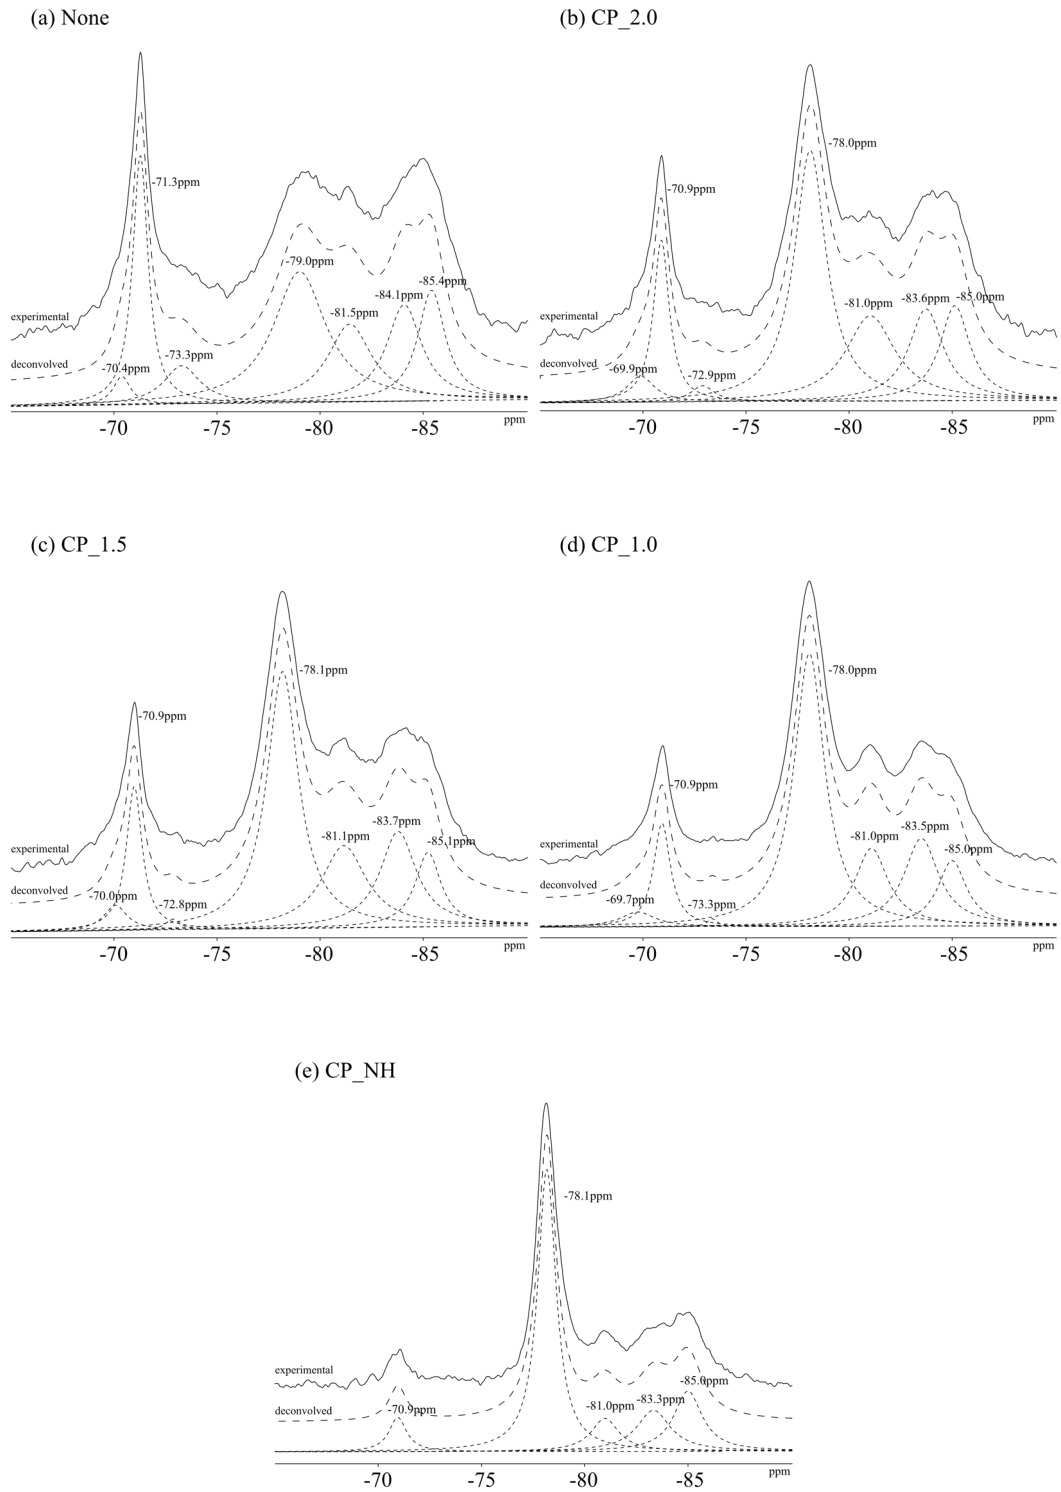 (a) None
(b) CP_2.0
-71.3ppm
-79.0ppm
-85.4ppm
-84.1ppm
-81.5ppm
experimental
-73.3ppm
deconvolved
-70.4ppm
-70 -75 -80 -85 ppm
-78.0ppm
-70.9ppm
-81.0ppm
-83.6ppm
-85.0ppm
experimental
deconvolved
-69.9ppm
-72.9ppm
-70 -75 -80 -85 ppm
(c) CP_1.5
(d) CP_1.0
-78.1ppm
-70.9ppm
-83.7ppm
-81.1ppm
-85.1ppm
experimental
deconvolved
-70.0ppm
-72.8ppm
-70 -75 -80 -85 ppm
-78.0ppm
-70.9ppm
-83.5ppm
-81.0ppm
-85.0ppm
experimental
deconvolved
-69.7ppm
-73.3ppm
-70 -75 -80 -85 ppm
(e) CP_NH
-78.1ppm
experimental
-85.0ppm
-83.3ppm
-81.0ppm
deconvolved
-70.9ppm
-70 -75 -80 -85 ppm